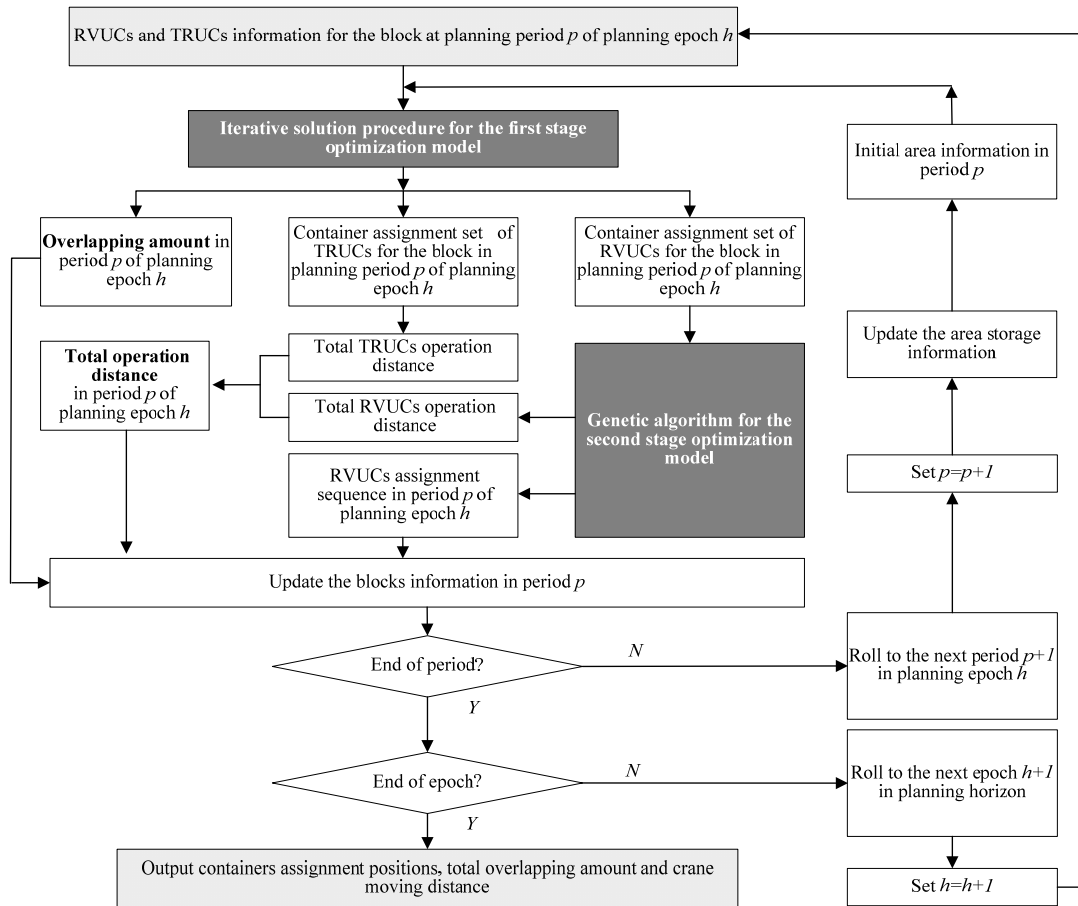 RVUCs and TRUCs information for the block at planning period p of planning epoch h
Iterative solution procedure for the first stage
optimization model
Initial area information in
period p
Overlapping amount in
period p of planning
epoch h
Container assignment set of
TRUCs for the block in
planning period p of planning
epoch h
Container assignment set of
RVUCs for the block in
planning period p of planning
epoch h
Update the area storage
information
Total operation
distance
in period p of
planning epoch h
Total TRUCs operation
distance
Total RVUCs operation
distance
Genetic algorithm for the
second stage optimization
model
RVUCs assignment
sequence in period p of
planning epoch h
Set p=p+1
Update the blocks information in period p
End of period?
N
Y
Roll to the next period p+1
in planning epoch h
End of epoch?
N
Y
Roll to the next epoch h+1
in planning horizon
Output containers assignment positions, total overlapping amount and crane
moving distance
Set h=h+1